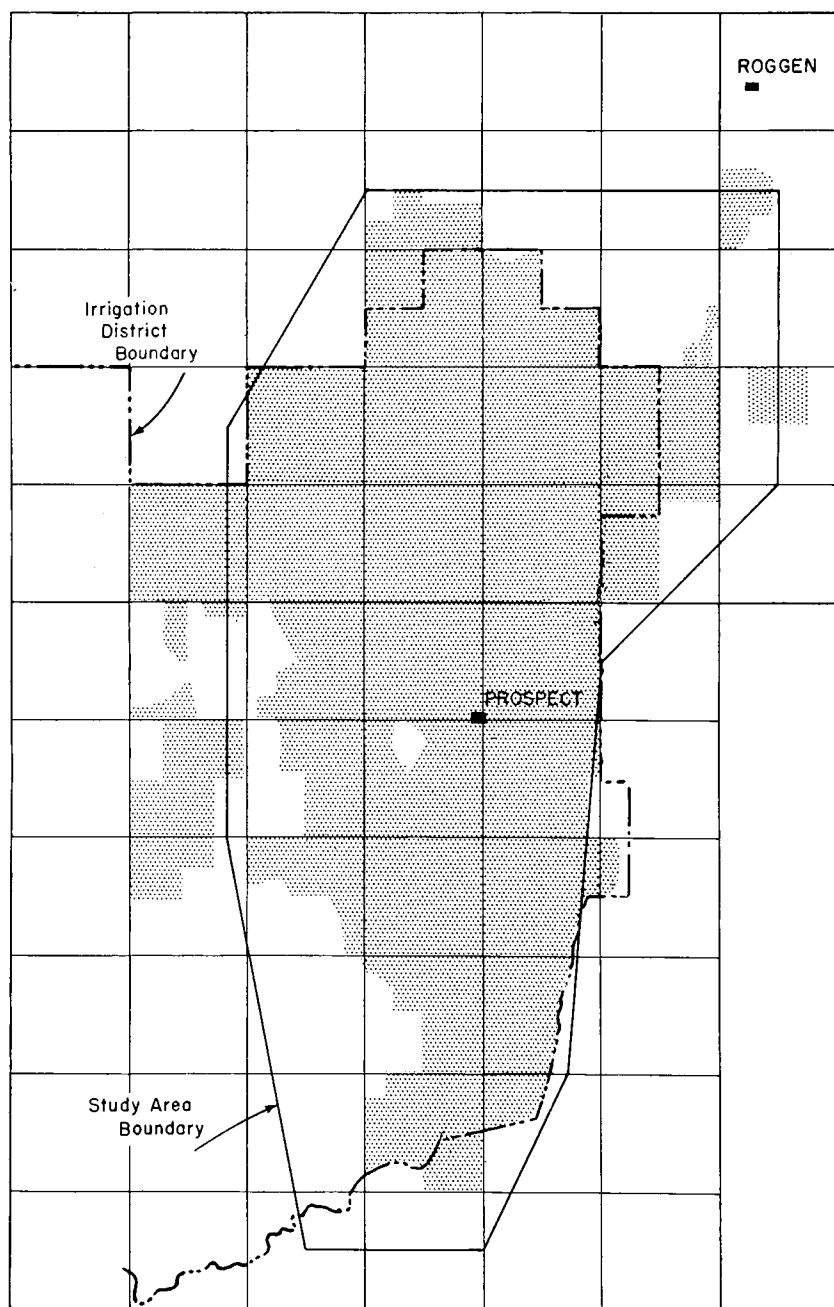 ROGGEN
Irrigation
District
Boundary
PROSPECT
Study Area
Boundary